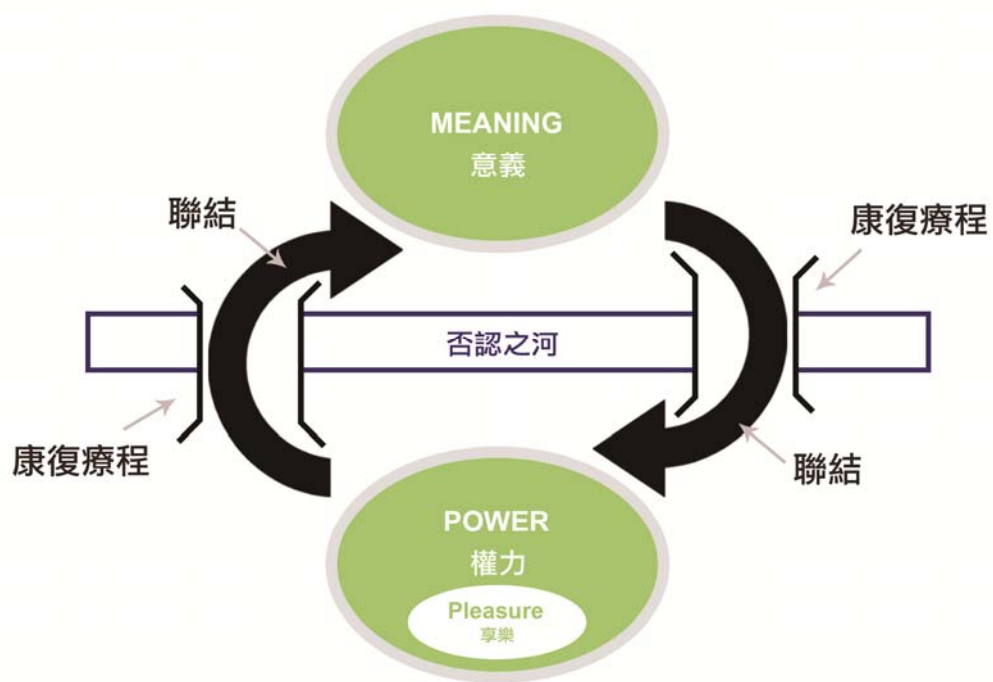 MEANING
意義
聯結
康復療程
否認之河
康復療程
聯結
POWER
權力
Pleasure
享樂